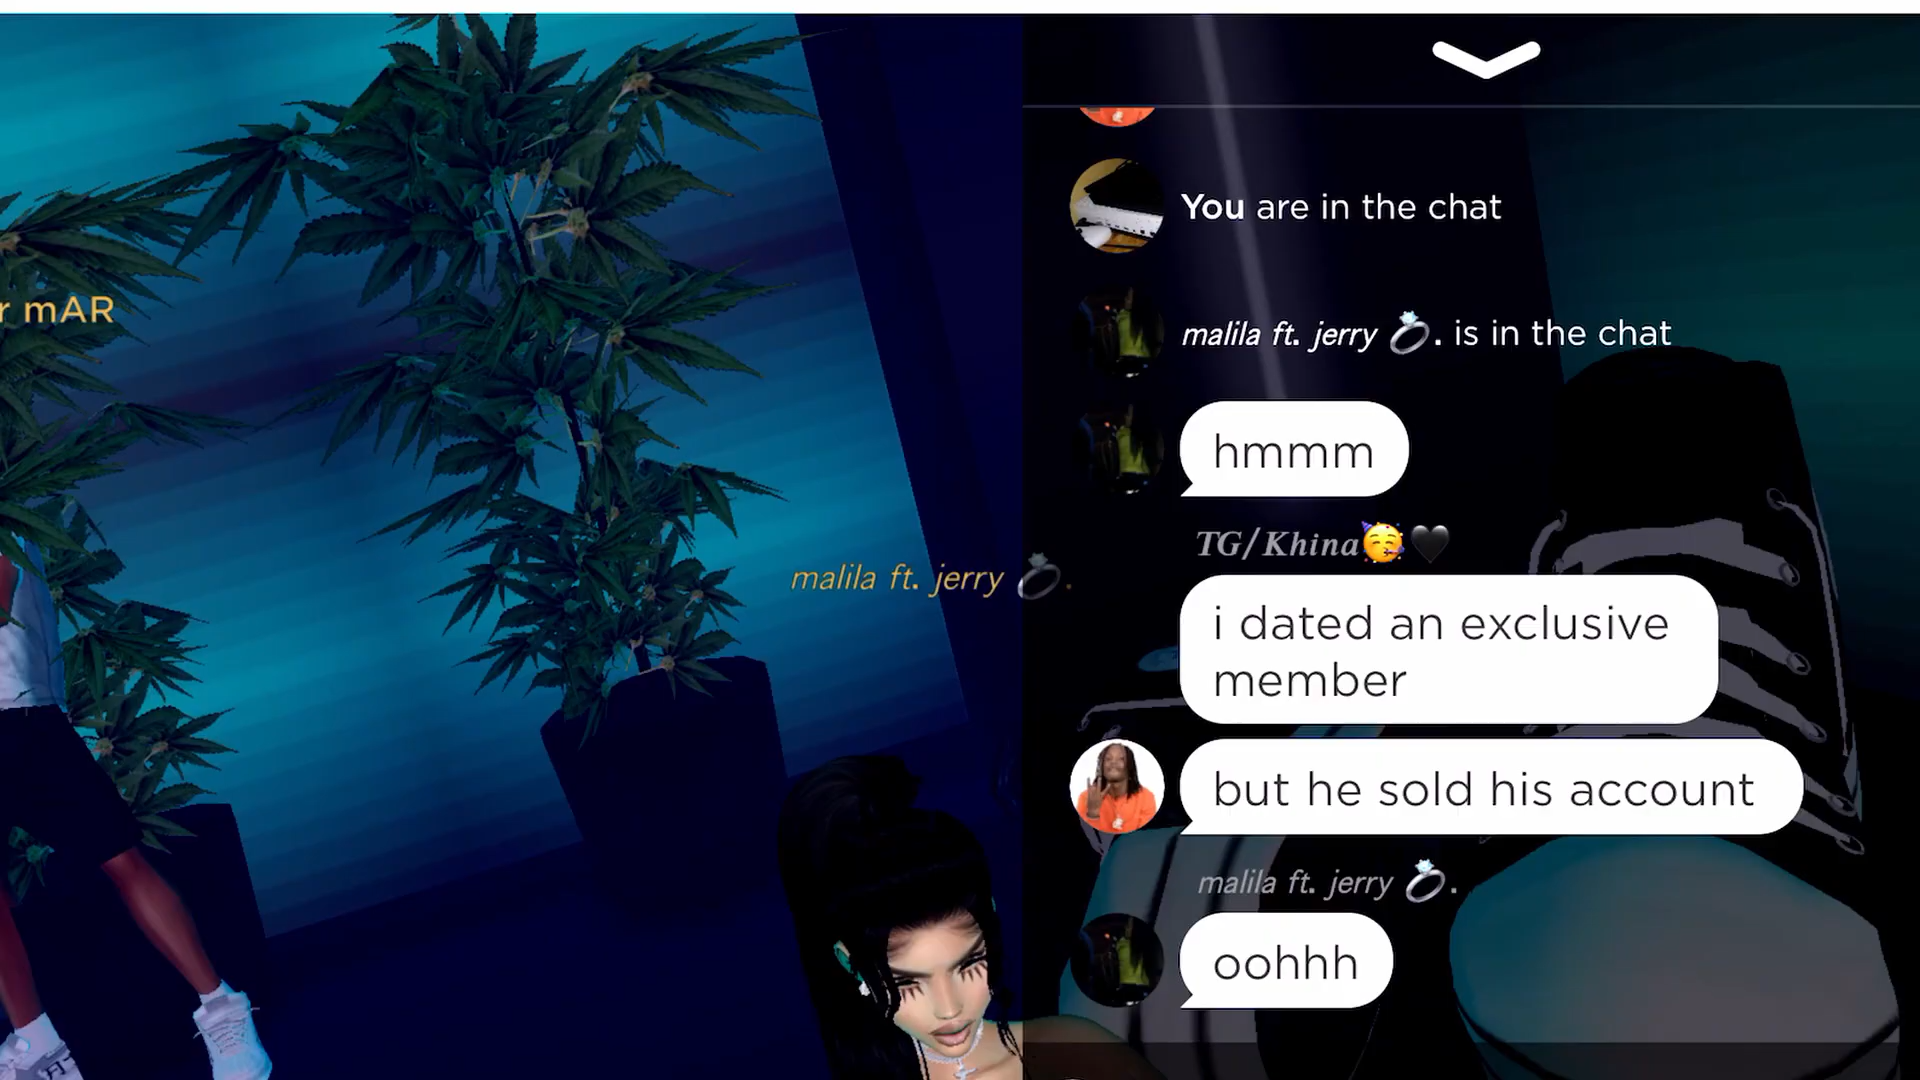 r mAR
malila ft. jerry 💍.
You are in the chat
malila ft. jerry 💍. is in the chat
hmmm
TG/Khina🥳🖤
i dated an exclusive
member
but he sold his account
malila ft. jerry 💍.
oohhh